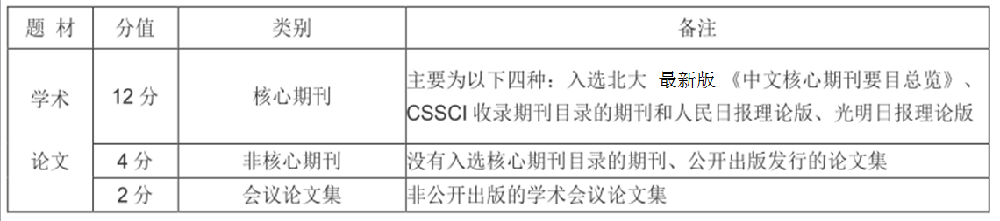 题 材 分值 类别 备注
学术
论文
12 分 核心期刊 主要为以下四种：入选北大 最新版 《中文核心期刊要目总览》、
CSSCI 收录期刊目录的期刊和人民日报理论版、光明日报理论版
4 分 非核心期刊 没有入选核心期刊目录的期刊、公开出版发行的论文集
2 分 会议论文集 非公开出版的学术会议论文集